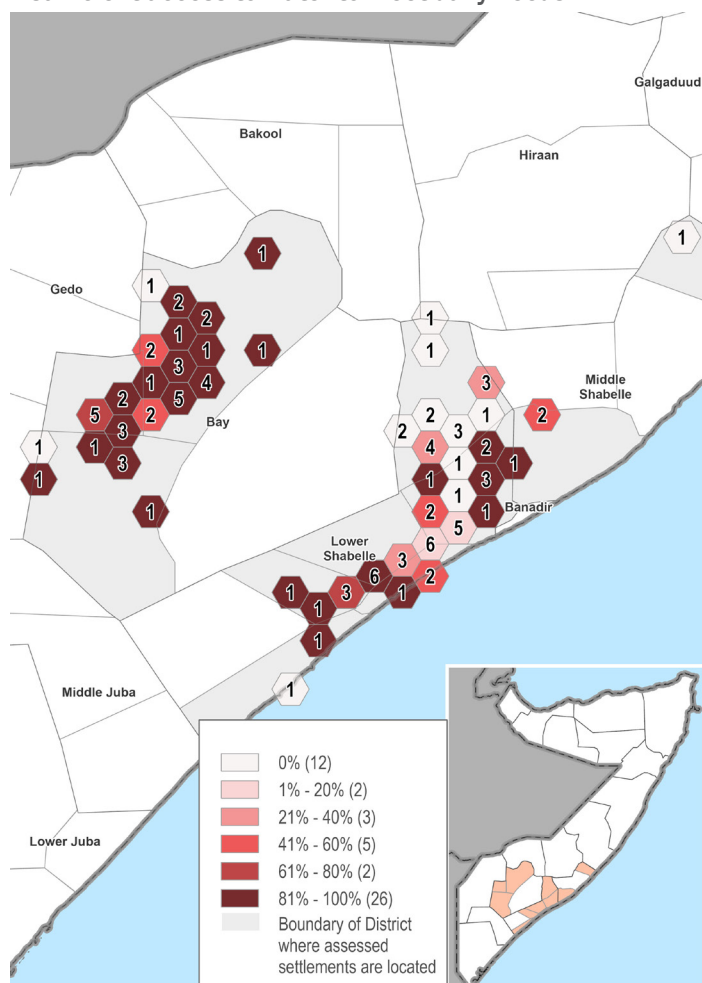 Galgaduud
Bakool
Hiraan
1
1
1
Gedo
2
2 1
1
2 1 1 1
3
1 4 3
Middle
Shabelle
2 5
5 2 2 1 2
Bay
3 2 3
1 1 4 2
3 1 1
1 1 3
1
Banadir
1 2 1
5
Lower
Shabelle
6
3
6 2
1 3 1
1
1
Middle Juba
1
Lower Juba
0% (12)
1% - 20% (2)
21% - 40% (3)
41% - 60% (5)
61% - 80% (2)
81% - 100% (26)
Boundary of District
where assessed
settlements are located